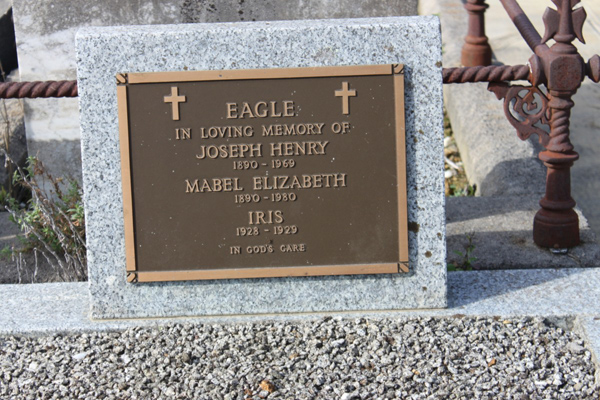 EAGLE
IN LOVING MEMORY OF
JOSEPH HENRY
1890 - 1969
MABEL ELIZABETH
1890 - 1980
IRIS
1928 - 1929
IN GOD'S CARE